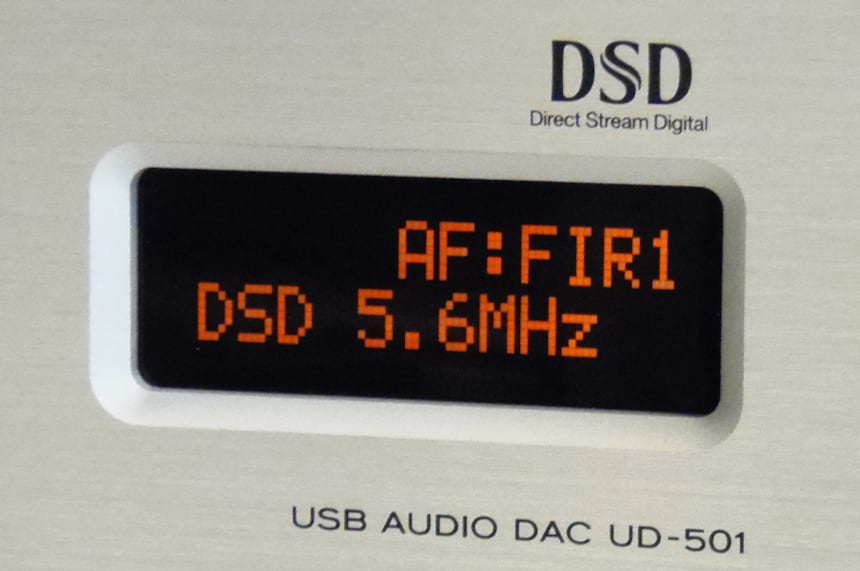 DSD
Direct Stream Digital
AF:FIR1
DSD 5.6MHz
USB AUDIO DAC UD-501